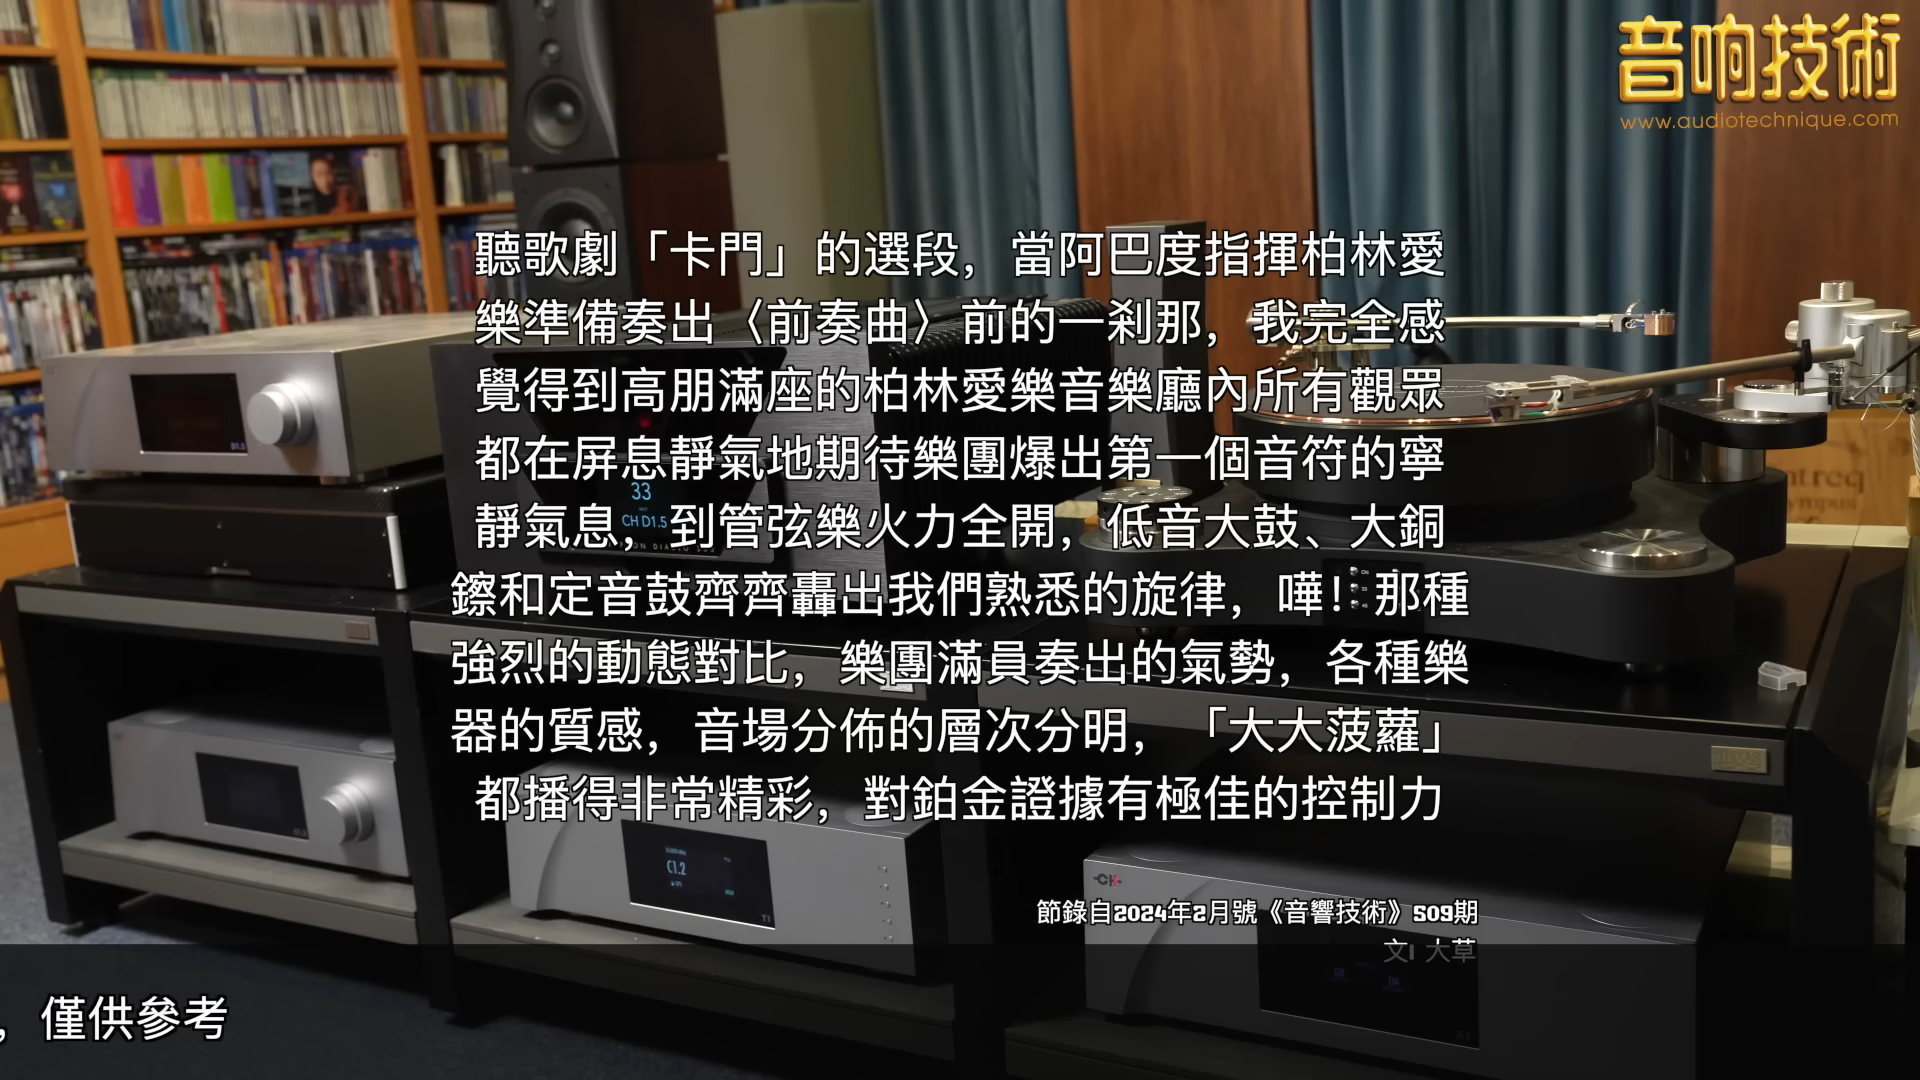 音响技術
www.audiotechnique.com
聽歌劇「卡門」的選段，當阿巴度指揮柏林愛
樂準備奏出〈前奏曲〉前的一剎那，我完全感
覺得到高朋滿座的柏林愛樂音樂廳內所有觀眾
都在屏息靜氣地期待樂團爆出第一個音符的寧
靜氣息，到管弦樂火力全開，低音大鼓、大銅
鑔和定音鼓齊齊轟出我們熟悉的旋律，嘩！那種
強烈的動態對比，樂團滿員奏出的氣勢，各種樂
器的質感，音場分佈的層次分明，「大大菠蘿」
都播得非常精彩，對鉑金證據有極佳的控制力
33
CH D1.5
D1.5
C1.2
T1
CH
節錄自2024年2月號《音響技術》509期
文：大草
，僅供參考